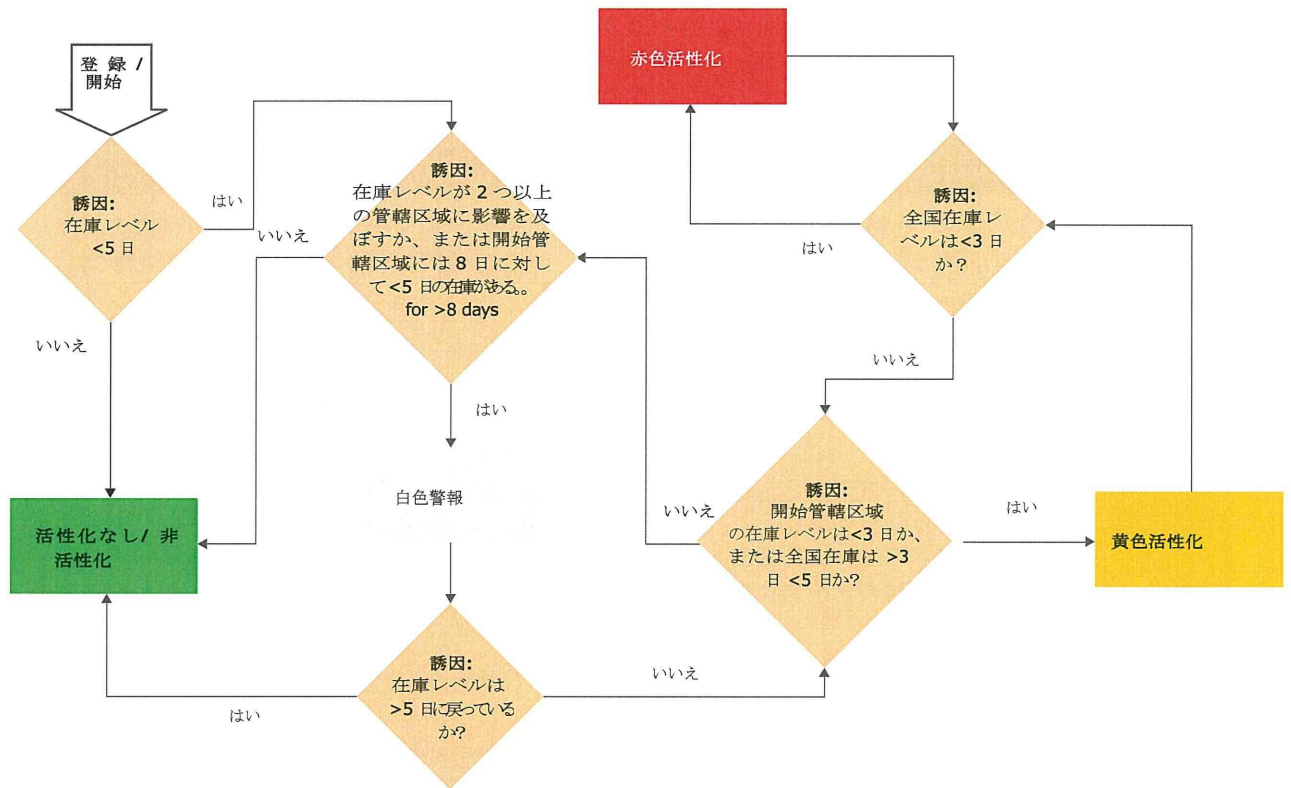 登 録 /
開始
赤色活性化
誘因:
在庫レベル
<5 日
はい
いいえ
誘因:
在庫レベルが 2 つ以上
の管轄区域に影響を及
ぼすか、または開始管
轄区域には 8 日に対し
て<5 日の在庫がある。。
for >8 days
誘因:
全国在庫レ
ベルは<3 日
か？
はい
いいえ
いいえ
はい
白色警報
活性化なし/ 非
活性化
いいえ
誘因:
開始管轄区域
の在庫レベルは<3 日か、
または全国在庫は >3
日 <5 日か?
はい
黄色活性化
誘因:
在庫レベルは
>5 日に戻っている
か?
はい
いいえ